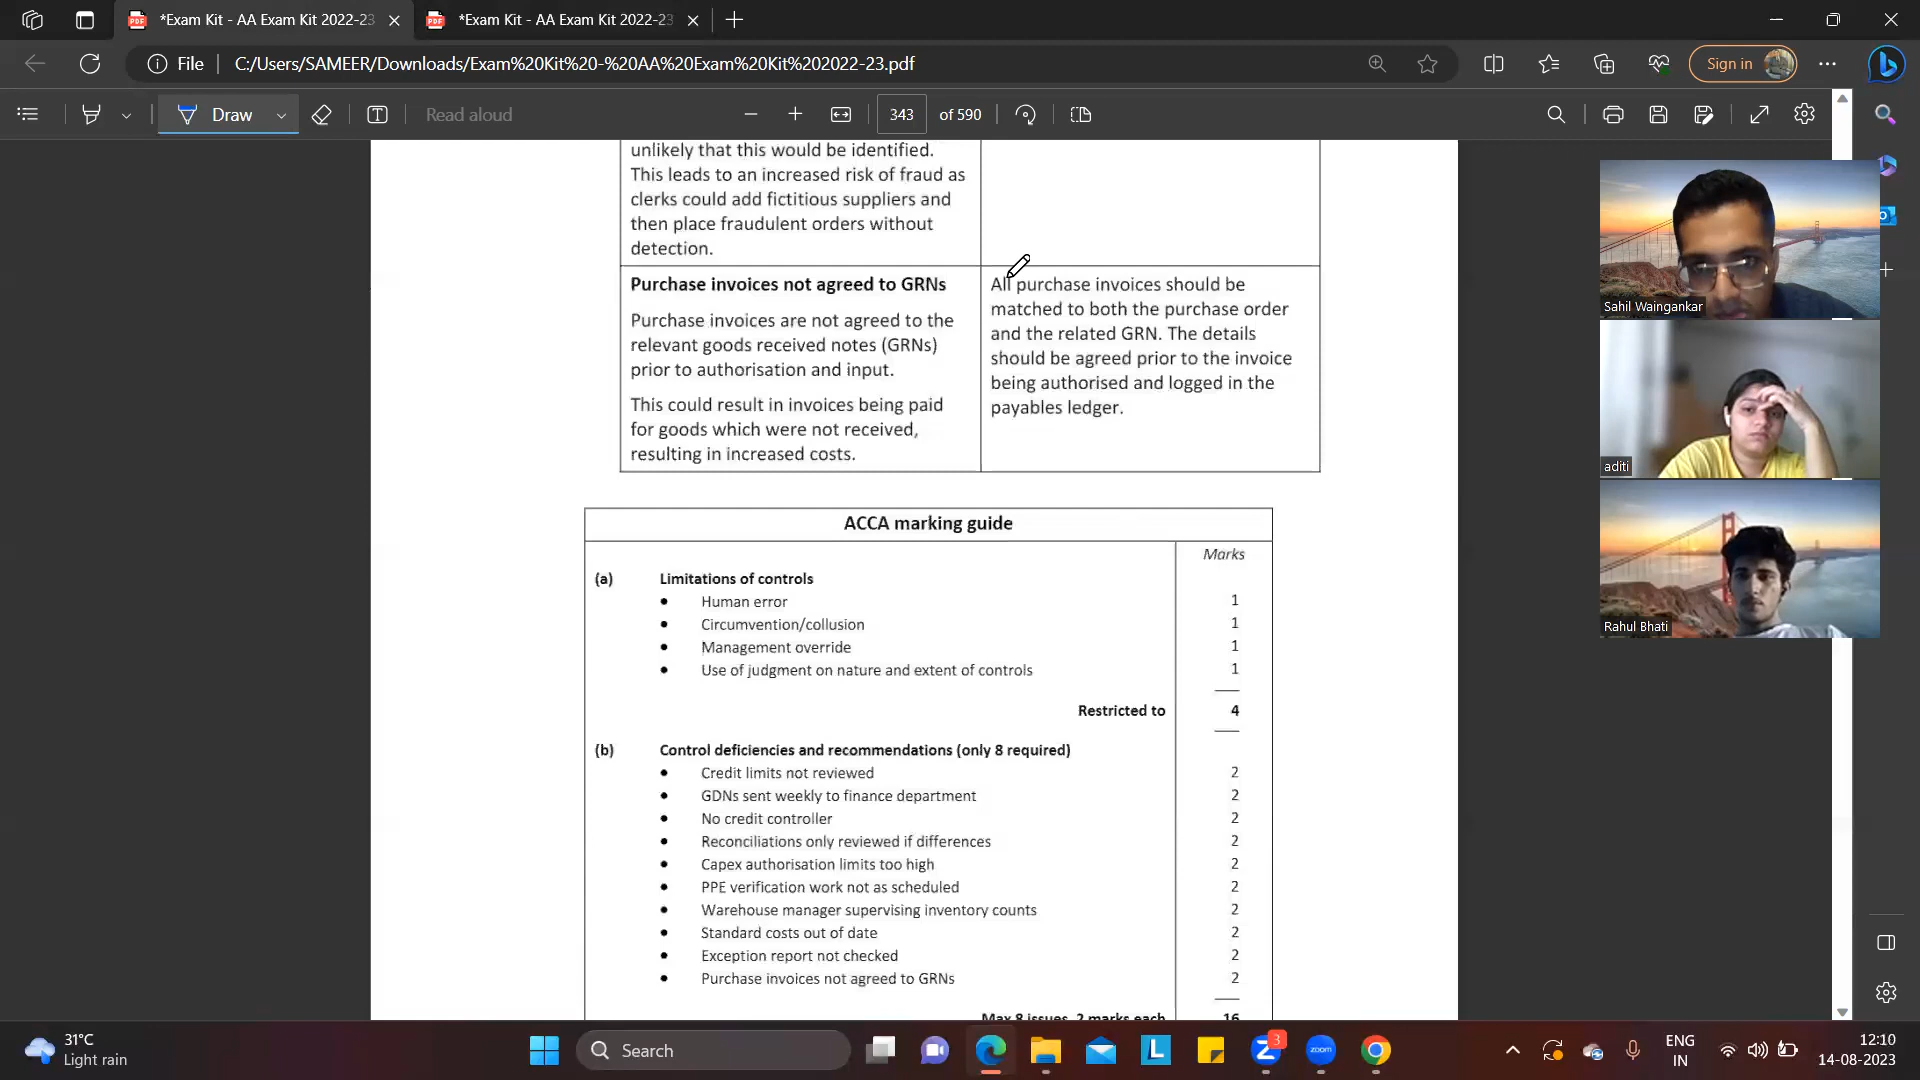 *Exam Kit - AA Exam Kit 2022-23
*Exam Kit - AA Exam Kit 2022-23
File
C:/Users/SAMEER/Downloads/Exam%20Kit%20-%20AA%20Exam%20Kit%202022-23.pdf
Sign in
Draw
Read aloud
343 of 590
unlikely that this would be identified.
This leads to an increased risk of fraud as
clerks could add fictitious suppliers and
then place fraudulent orders without
detection.
Purchase invoices not agreed to GRNs
Purchase invoices are not agreed to the
relevant goods received notes (GRNs)
prior to authorisation and input.
This could result in invoices being paid
for goods which were not received,
resulting in increased costs.
All purchase invoices should be
matched to both the purchase order
and the related GRN. The details
should be agreed prior to the invoice
being authorised and logged in the
payables ledger.
ACCA marking guide
Marks
(a) Limitations of controls
• Human error 1
• Circumvention/collusion 1
• Management override 1
• Use of judgment on nature and extent of controls 1
Restricted to 4
(b) Control deficiencies and recommendations (only 8 required)
• Credit limits not reviewed 2
• GDNs sent weekly to finance department 2
• No credit controller 2
• Reconciliations only reviewed if differences 2
• Capex authorisation limits too high 2
• PPE verification work not as scheduled 2
• Warehouse manager supervising inventory counts 2
• Standard costs out of date 2
• Exception report not checked 2
• Purchase invoices not agreed to GRNs 2
Max 8 issues, 2 marks each 16
Sahil Waingankar
aditi
Rahul Bhati
31°C
Light rain
Search
L
Z
3
zoom
ENG
IN
12:10
14-08-2023